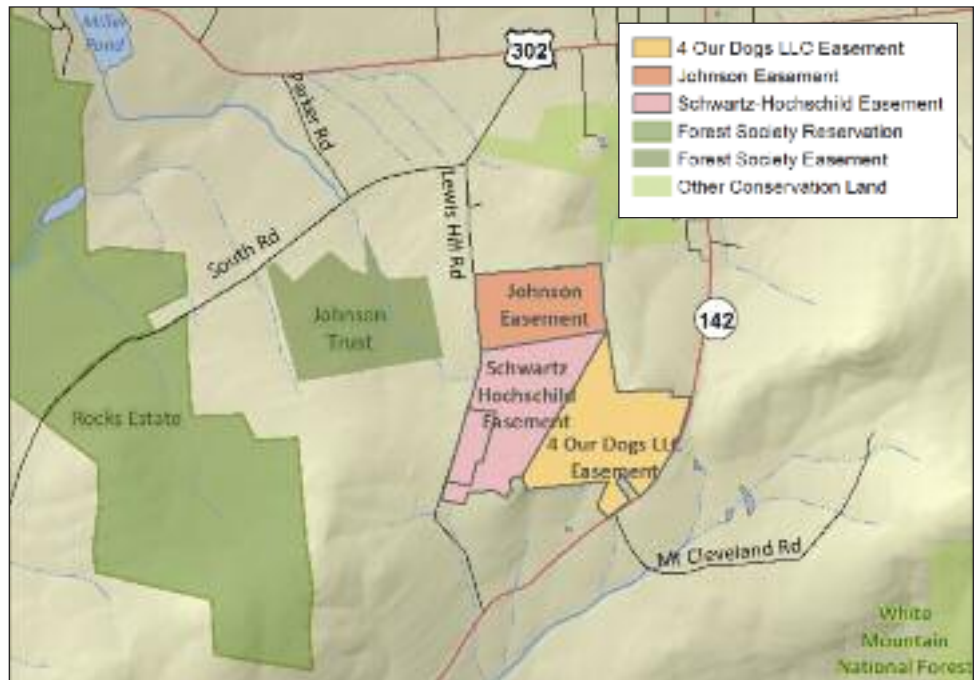 Miller
Pond
302
Parker Rd
Lewis Hill Rd
South Rd
4 Our Dogs LLC Easement
Johnson Easement
Schwartz-Hochschild Easement
Forest Society Reservation
Forest Society Easement
Other Conservation Land
Johnson
Easement
Johnson
Trust
142
Schwartz
Hochschild
Easement
Rocks Estate
4 Our Dogs LLC
Easement
Mt Cleveland Rd
White
Mountain
National Forest